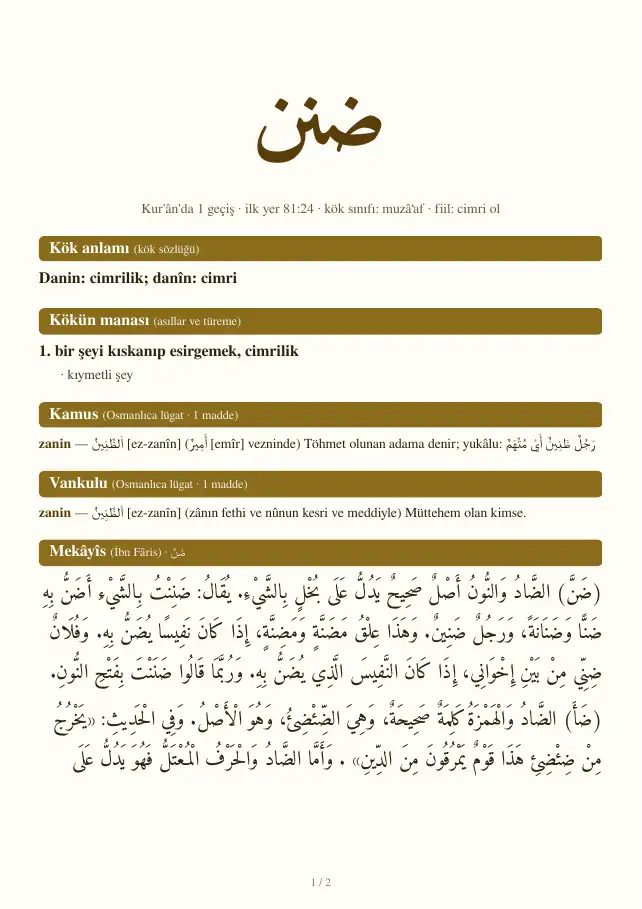 ضنن
Kur'ân'da 1 geçiş · ilk yer 81:24 · kök sınıfı: muzâ'af · fiil: cimri ol
Kök anlamı (kök sözlüğü)
Danin: cimrilik; danîn: cimri
Kökün manası (asıllar ve türeme)
1. bir şeyi kıskanıp esirgemek, cimrilik
· kıymetli şey
Kamus (Osmanlıca lügat · 1 madde)
zanin — اَلظَّنِينُ [ez-zanîn] (أَمِيرٌ [emîr] vezninde) Töhmet olunan adama denir; yukâlu: رَجُلٌ ظَنِينٌ أَيْ مُتَّهَمٌ
Vankulu (Osmanlıca lügat · 1 madde)
zanin — اَلظَّنِينُ [ez-zanîn] (zânın fethi ve nûnun kesri ve meddiyle) Müttehem olan kimse.
Mekâyîs (İbn Fâris) · ضَنَّ
(ضَنَّ) الضَّادُ وَالنُّونُ أَصْلٌ صَحِيحٌ يَدُلُّ عَلَى بُخْلٍ بِالشَّيْءِ. يُقَالُ: ضَنِنْتُ بِالشَّيْءِ أَضَنُّ بِهِ
ضَنًّا وَضَنَانَةً، وَرَجُلٌ ضَنِينٌ. وَهَذَا عِلْقُ مَضَنَّةٍ وَمَضِنَّةٍ، إِذَا كَانَ نَفِيسًا يُضَنُّ بِهِ. وَفُلَانٌ
ضِنِّي مِنْ بَيْنِ إِخْوَانِي، إِذَا كَانَ النَّفِيسَ الَّذِي يُضَنُّ بِهِ. وَرُبَّمَا قَالُوا ضَنَنْتُ بِفَتْحِ النُّونِ.
(ضَأَ) الضَّادُ وَالْهَمْزَةُ كَلِمَةٌ صَحِيحَةٌ، وَهِيَ الضِّئْضِئُ، وَهُوَ الْأَصْلُ. وَفِي الْحَدِيثِ: «يَخْرُجُ
مِنْ ضِئْضِئِ هَذَا قَوْمٌ يَمْرُقُونَ مِنَ الدِّينِ» . وَأَمَّا الضَّادُ وَالْحَرْفُ الْمُعْتَلُّ فَهُوَ يَدُلُّ عَلَى
1 / 2